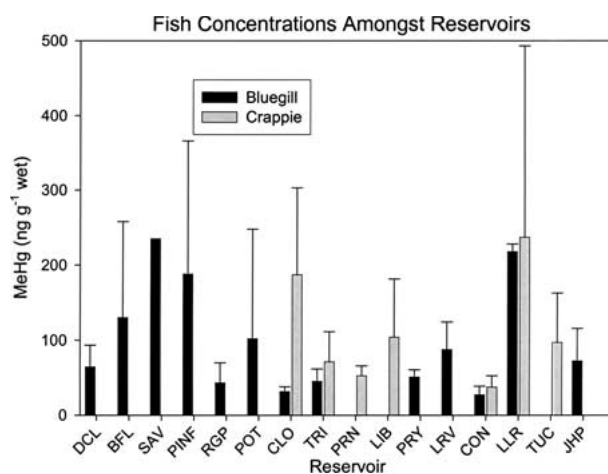 Fish Concentrations Amongst Reservoirs
500
400
300
200
100
0
MeHg (ng g⁻¹ wet)
Bluegill
Crappie
DCL
BFL
SAV
PINF
RGP
POT
CLO
TRI
PRN
LIB
PRY
LRV
CON
LLR
TUC
JHP
Reservoir